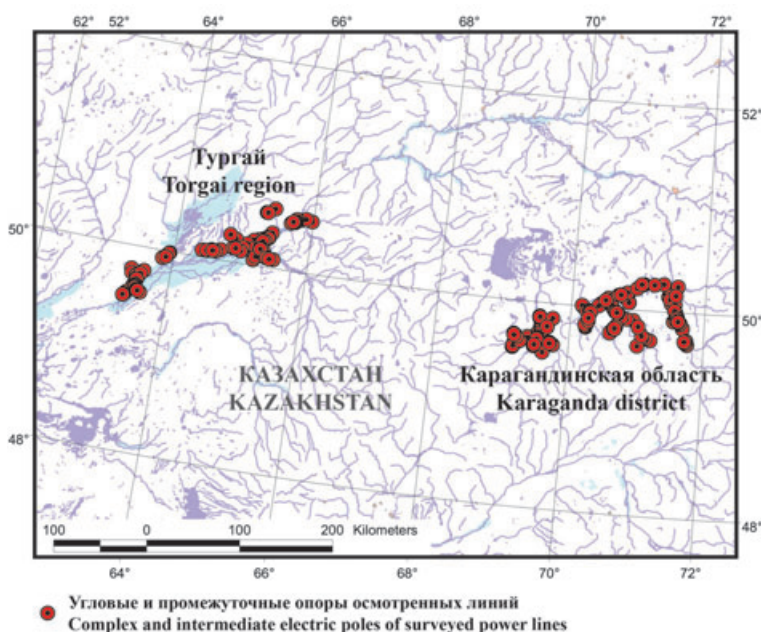 62° 52° 64° 66° 68° 70° 72°
52°
Тургай
Torgai region
50°
50°
КАЗАХСТАН
KAZAKHSTAN
Карагандинская область
Karaganda district
48°
48°
100 0 100 200 Kilometers
64° 66° 70° 72°
Угловые и промежуточные опоры осмотренных линий
Complex and intermediate electric poles of surveyed power lines